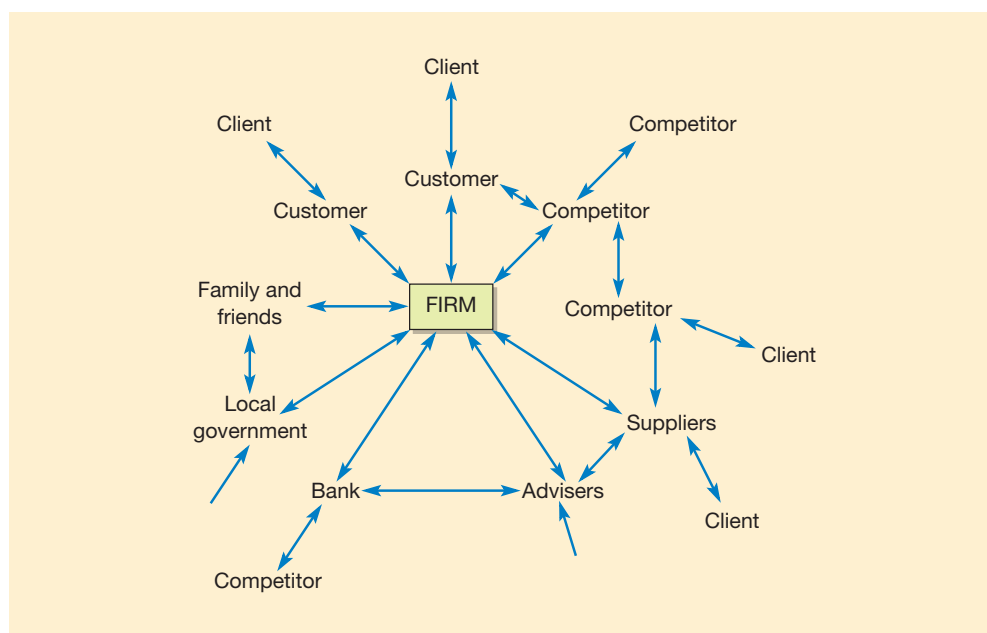 Client
Client
Competitor
Customer
Customer
Competitor
Family and
friends
FIRM
Competitor
Client
Local
government
Suppliers
Bank
Advisers
Client
Competitor